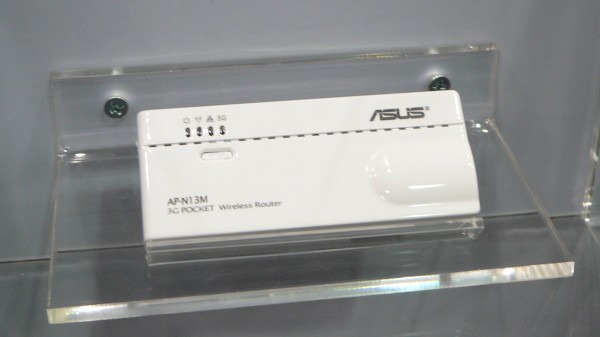 3G
ASUS
AP-N13M
3G POCKET Wireless Router